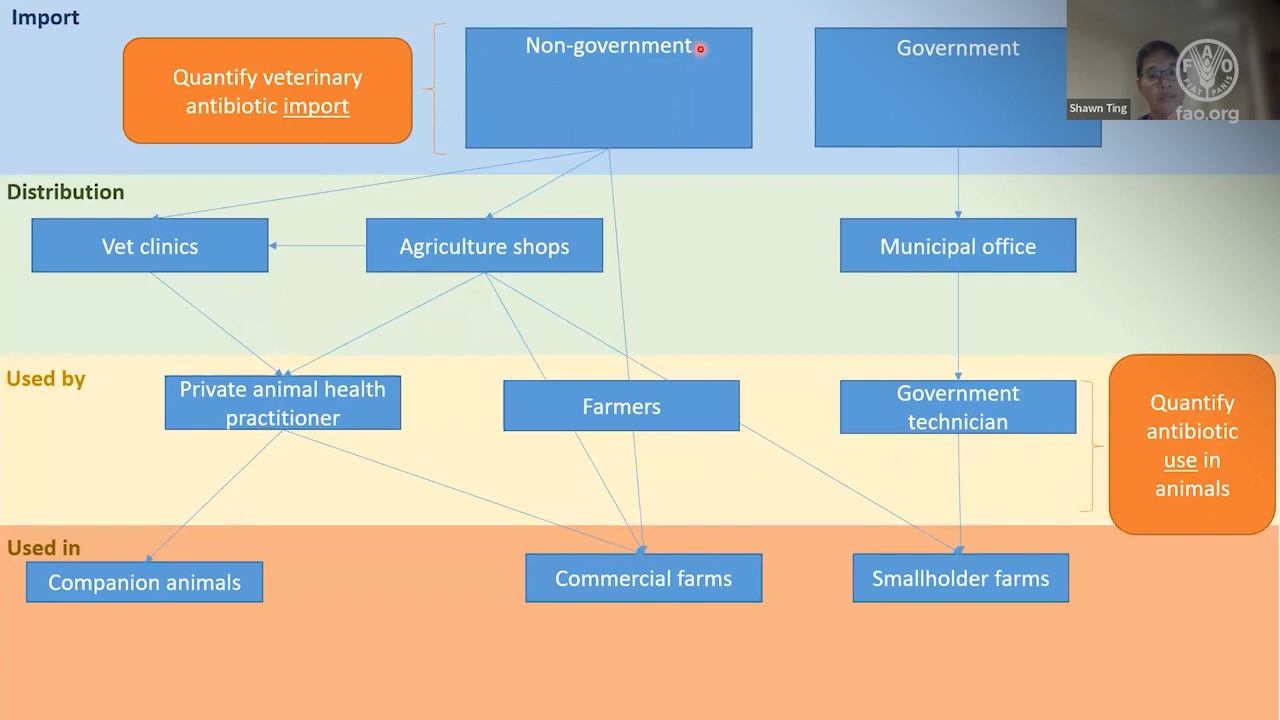 Import
Non-government
Government
Quantify veterinary
antibiotic import
Shawn Ting
F A O
FIAT PANIS
fao.org
Distribution
Vet clinics
Agriculture shops
Municipal office
Used by
Private animal health
practitioner
Farmers
Government
technician
Quantify
antibiotic
use in
animals
Used in
Companion animals
Commercial farms
Smallholder farms